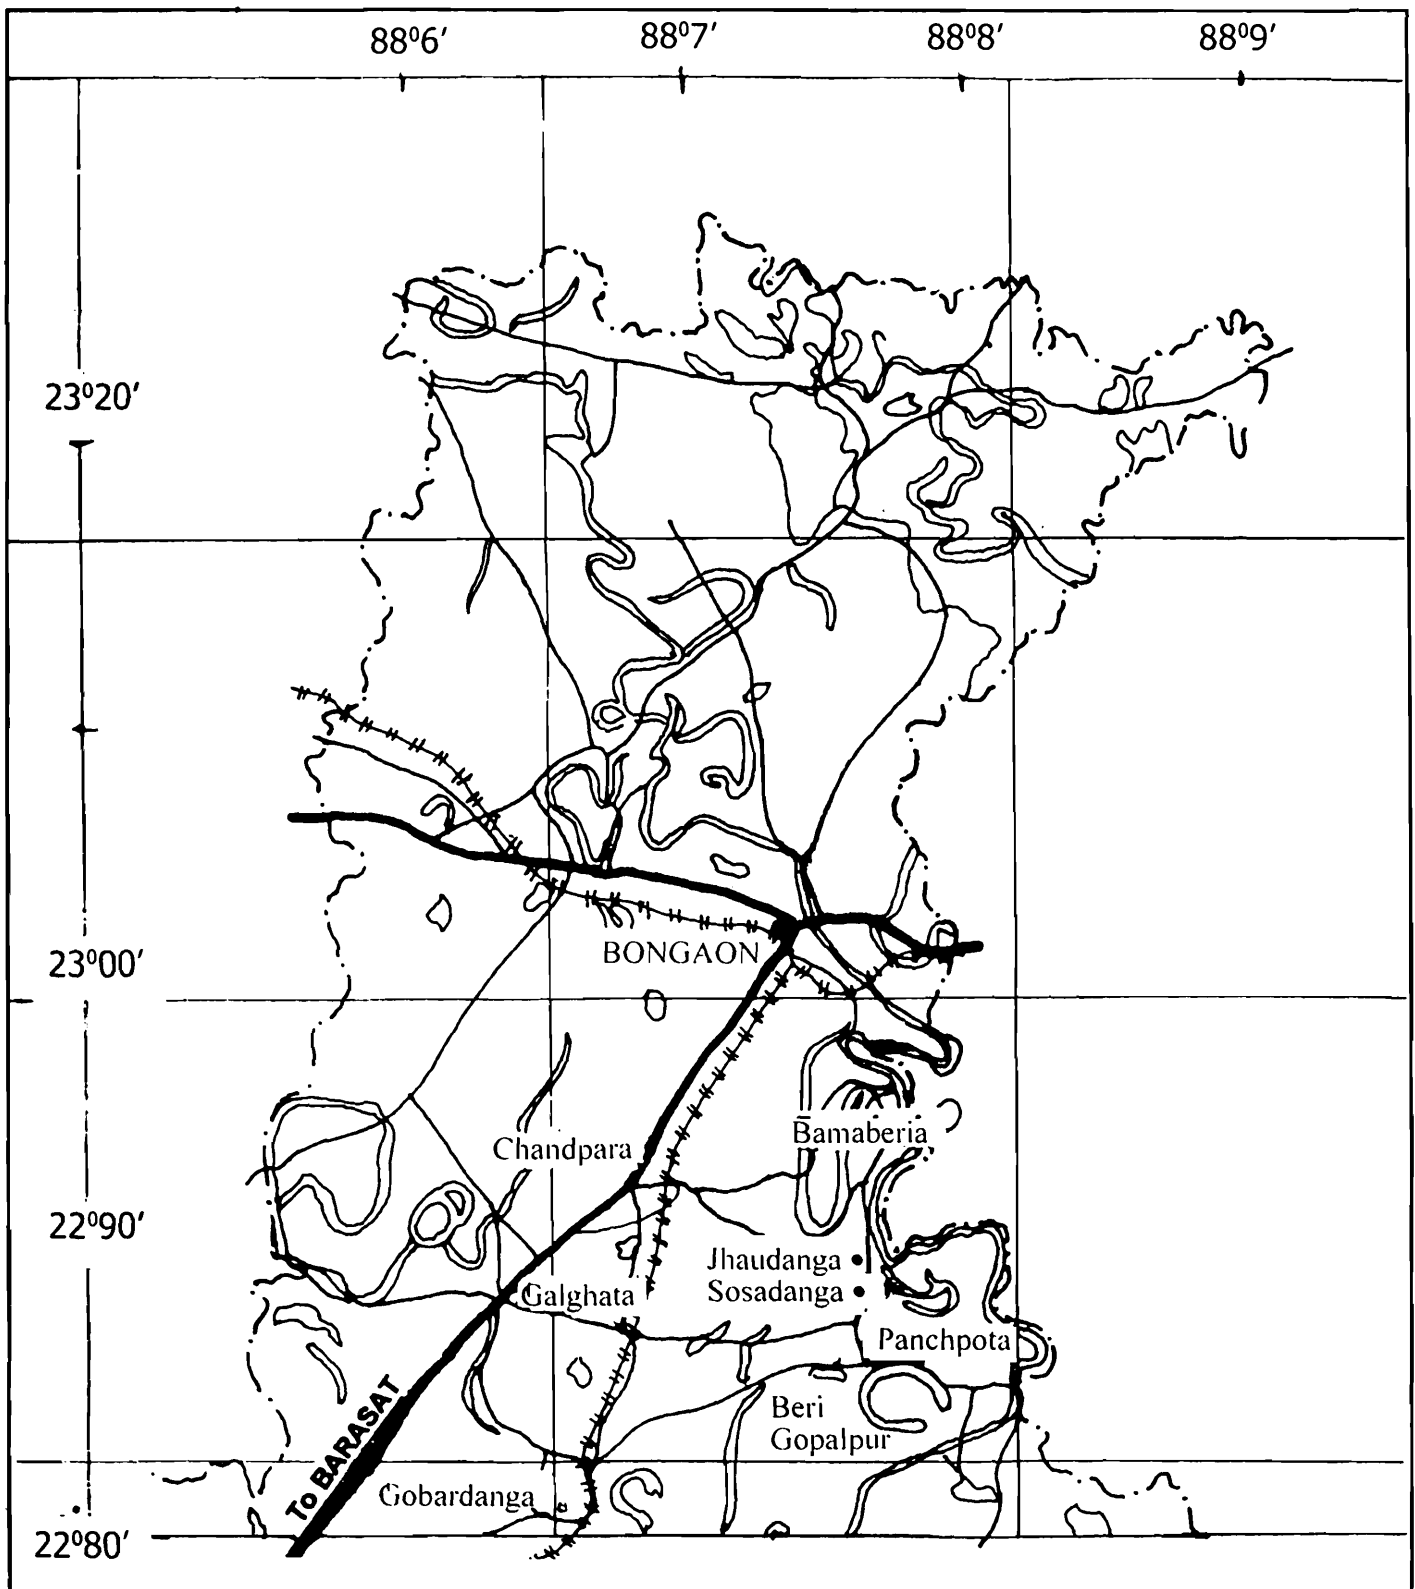 88⁰6′ 88⁰7′ 88⁰8′ 88⁰9′
23⁰20′
23⁰00′
BONGAON
Chandpara
Bamaberia
22⁰90′
Jhaudanga
Sosadanga
Galghata
Panchpota
To BARASAT
Beri
Gopalpur
Gobardanga
22⁰80′